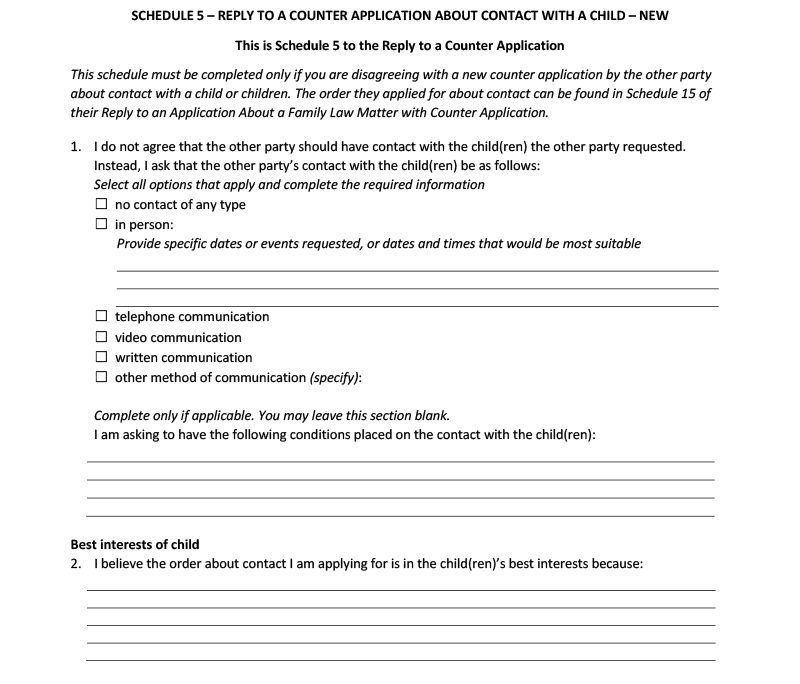 SCHEDULE 5 – REPLY TO A COUNTER APPLICATION ABOUT CONTACT WITH A CHILD – NEW
This is Schedule 5 to the Reply to a Counter Application
This schedule must be completed only if you are disagreeing with a new counter application by the other party
about contact with a child or children. The order they applied for about contact can be found in Schedule 15 of
their Reply to an Application About a Family Law Matter with Counter Application.
1. I do not agree that the other party should have contact with the child(ren) the other party requested.
Instead, I ask that the other party’s contact with the child(ren) be as follows:
Select all options that apply and complete the required information
☐ no contact of any type
☐ in person:
Provide specific dates or events requested, or dates and times that would be most suitable
☐ telephone communication
☐ video communication
☐ written communication
☐ other method of communication (specify):
Complete only if applicable. You may leave this section blank.
I am asking to have the following conditions placed on the contact with the child(ren):
Best interests of child
2. I believe the order about contact I am applying for is in the child(ren)’s best interests because: